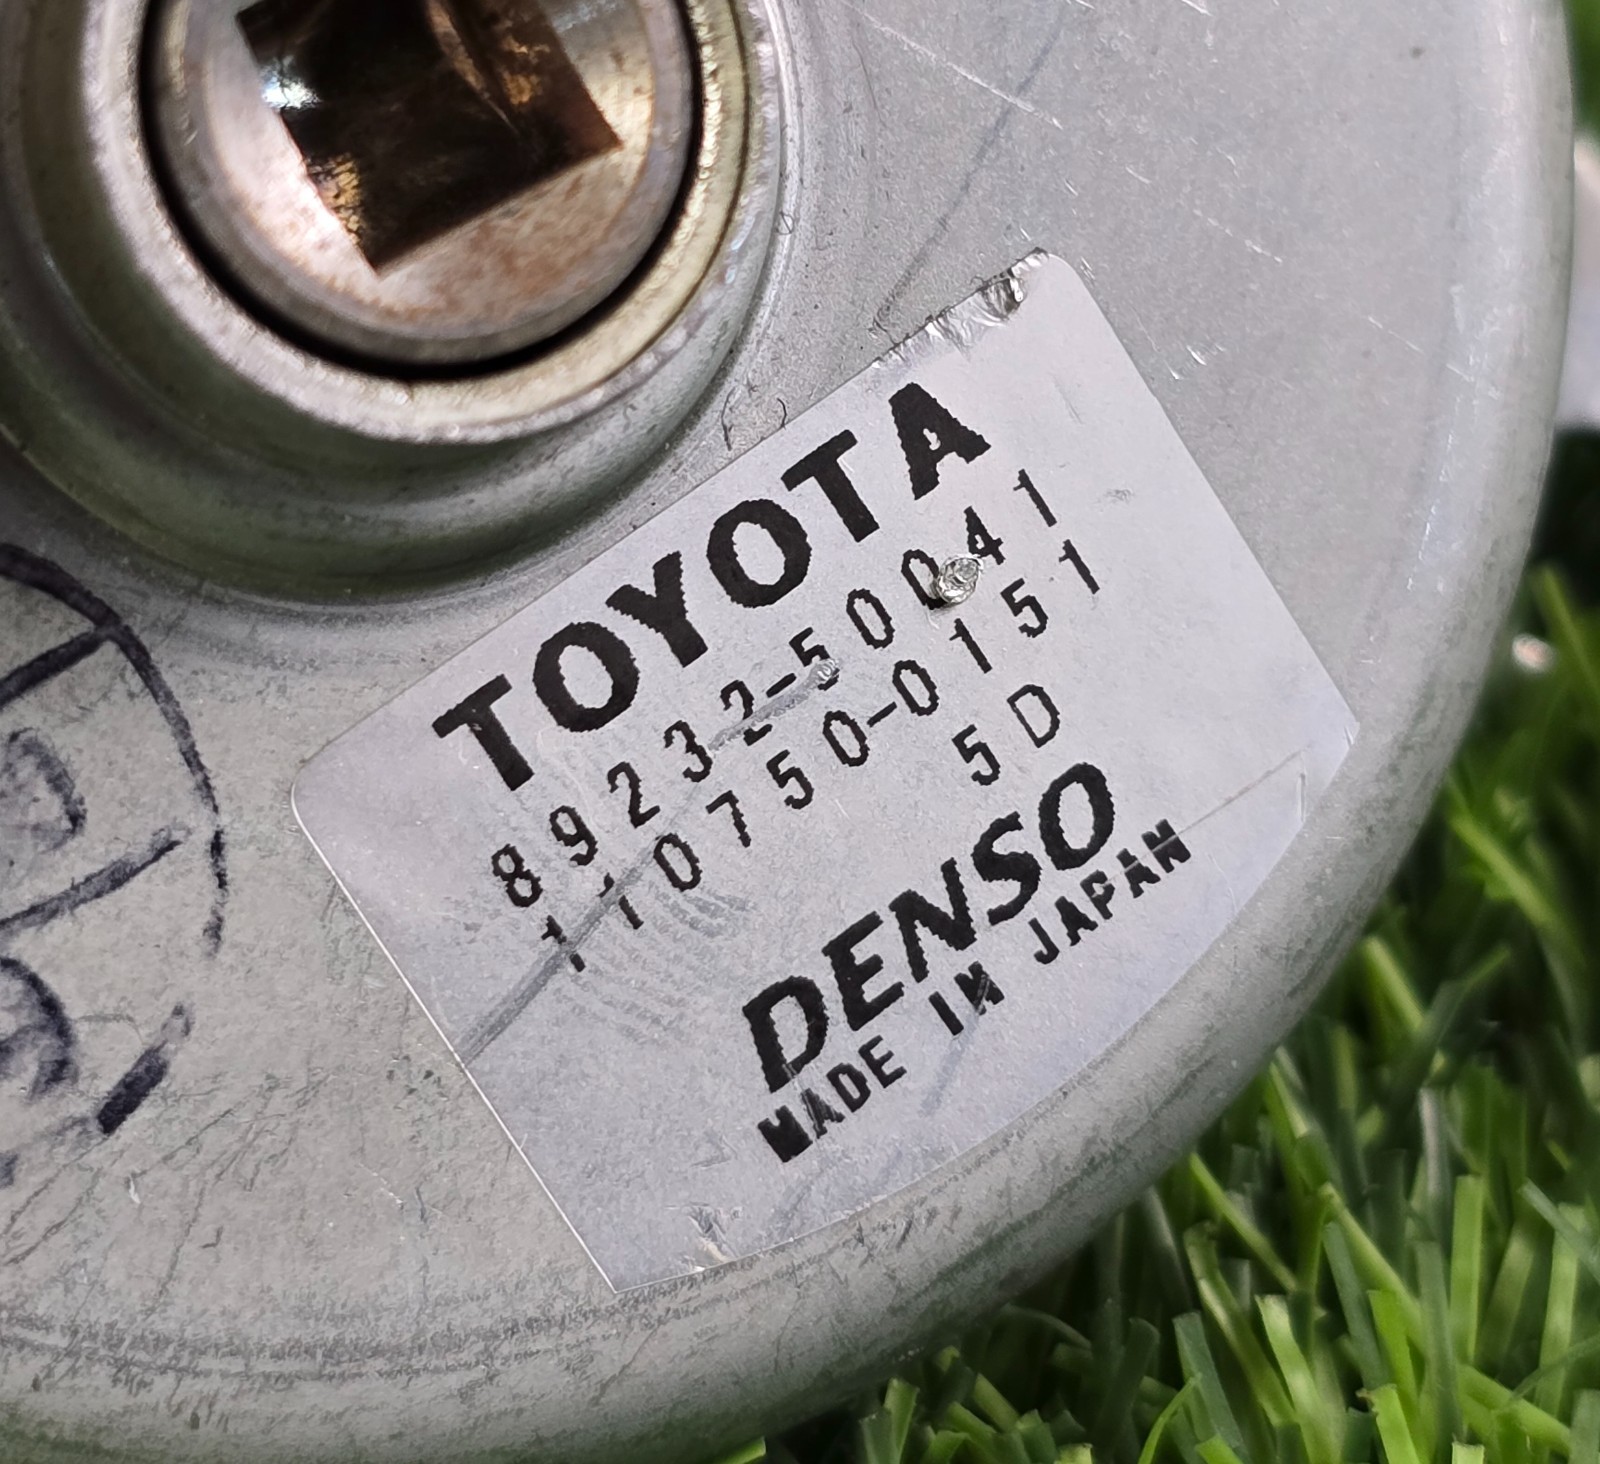 TOYOTA
89232-50041
110750-0151
5D
DENSO
MADE IN JAPAN